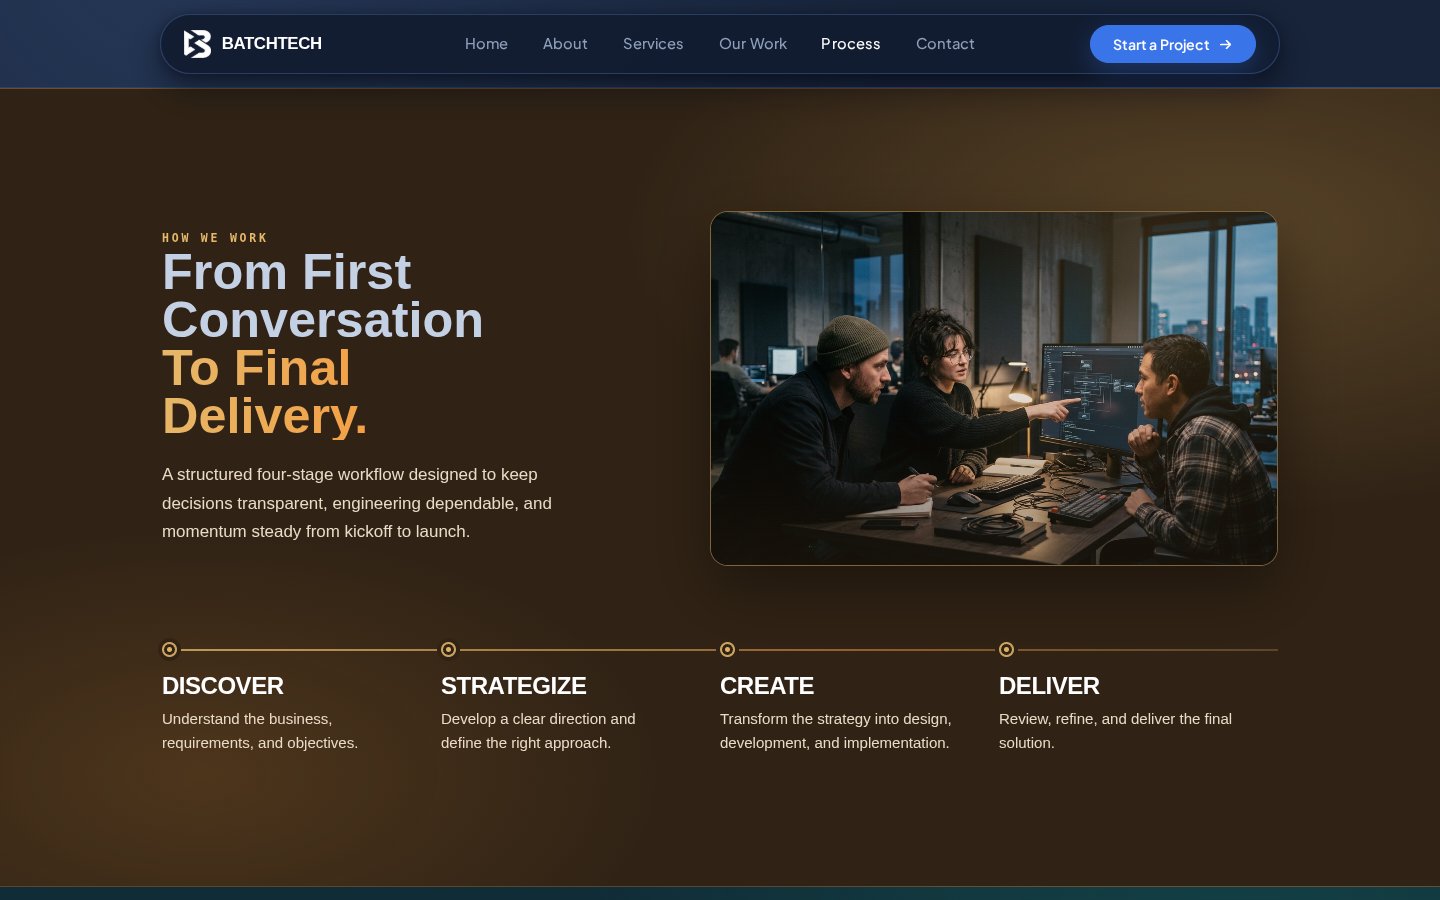 BATCHTECH
Home
About
Services
Our Work
Process
Contact
Start a Project
HOW WE WORK
From First
Conversation
To Final
Delivery.
A structured four-stage workflow designed to keep
decisions transparent, engineering dependable, and
momentum steady from kickoff to launch.
DISCOVER
Understand the business,
requirements, and objectives.
STRATEGIZE
Develop a clear direction and
define the right approach.
CREATE
Transform the strategy into design,
development, and implementation.
DELIVER
Review, refine, and deliver the final
solution.